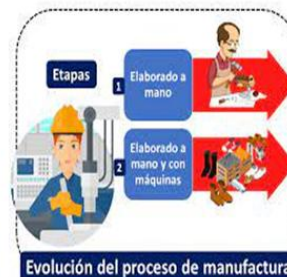 Etapas
1
Elaborado a
mano
2
Elaborado a
mano y con
máquinas
Evolución del proceso de manufactura